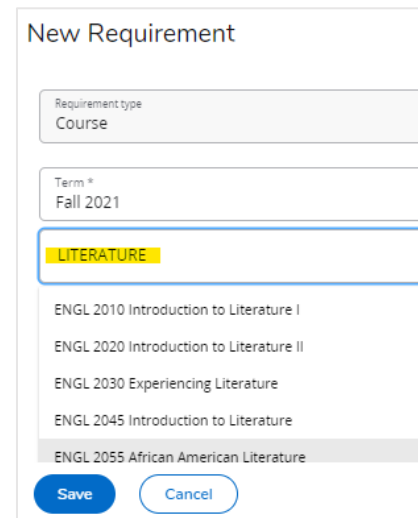 New Requirement
Requirement type
Course
Term *
Fall 2021
LITERATURE
ENGL 2010 Introduction to Literature I
ENGL 2020 Introduction to Literature II
ENGL 2030 Experiencing Literature
ENGL 2045 Introduction to Literature
ENGL 2055 African American Literature
Save Cancel